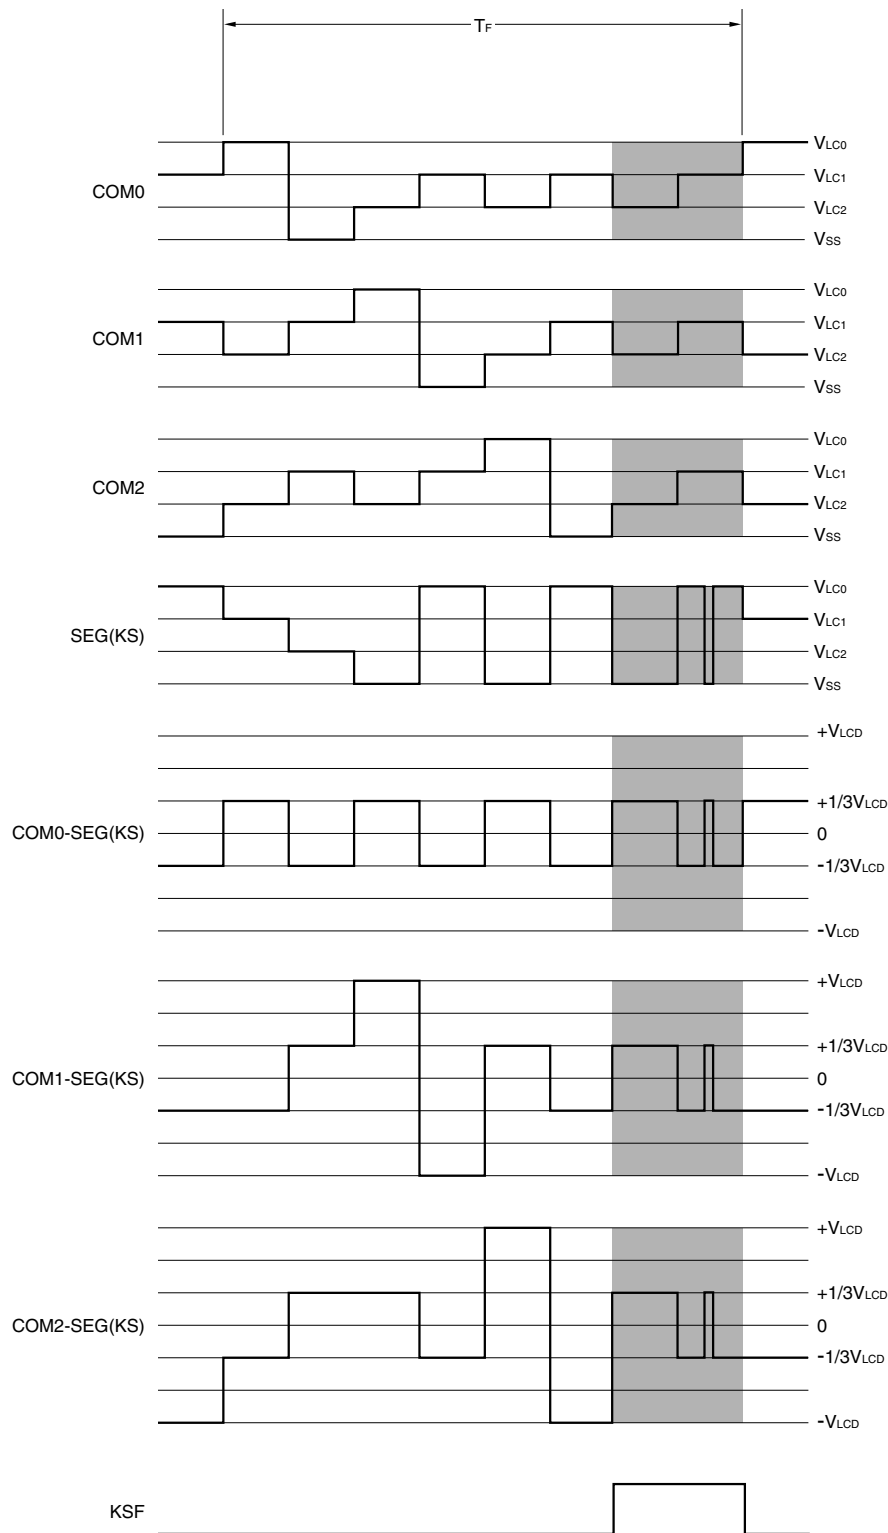 TF
VLC0
VLC1
COM0
VLC2
VSS
VLC0
VLC1
COM1
VLC2
VSS
VLC0
VLC1
COM2
VLC2
VSS
VLC0
VLC1
SEG(KS)
VLC2
VSS
+VLCD
+1/3VLCD
COM0-SEG(KS)
0
-1/3VLCD
-VLCD
+VLCD
+1/3VLCD
COM1-SEG(KS)
0
-1/3VLCD
-VLCD
+VLCD
+1/3VLCD
COM2-SEG(KS)
0
-1/3VLCD
-VLCD
KSF